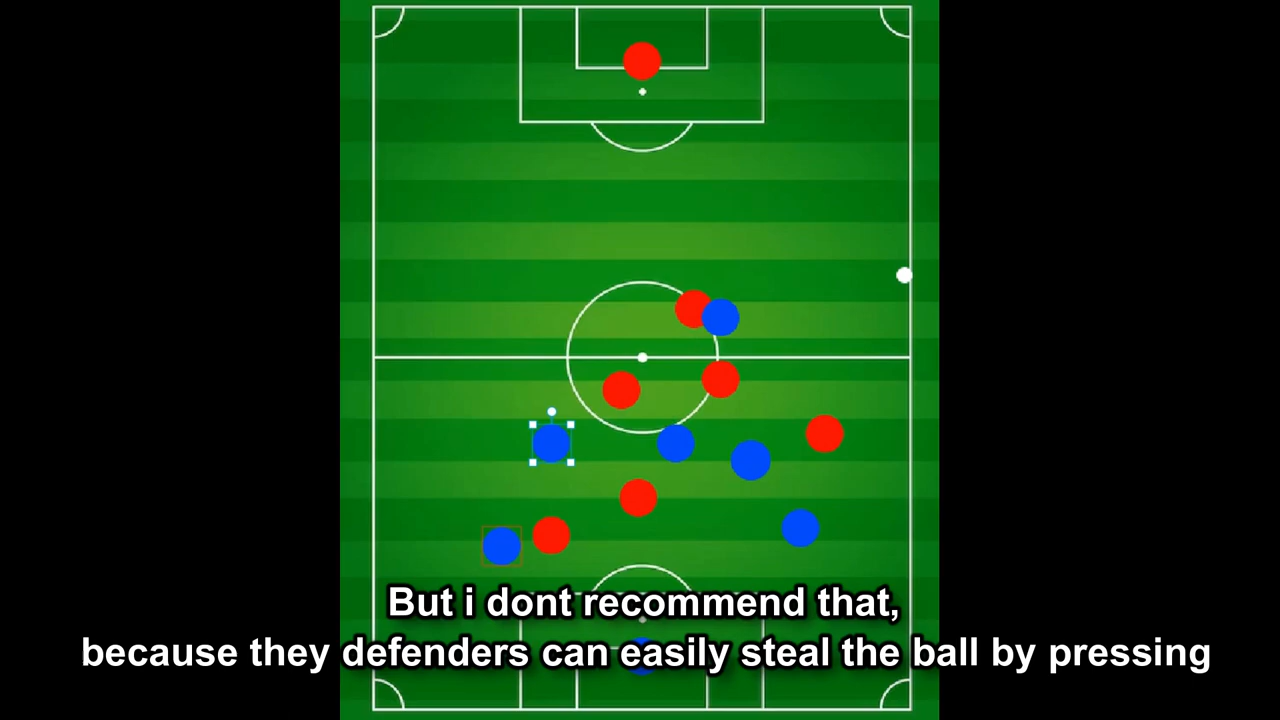 But i dont recommend that,
because they defenders can easily steal the ball by pressing